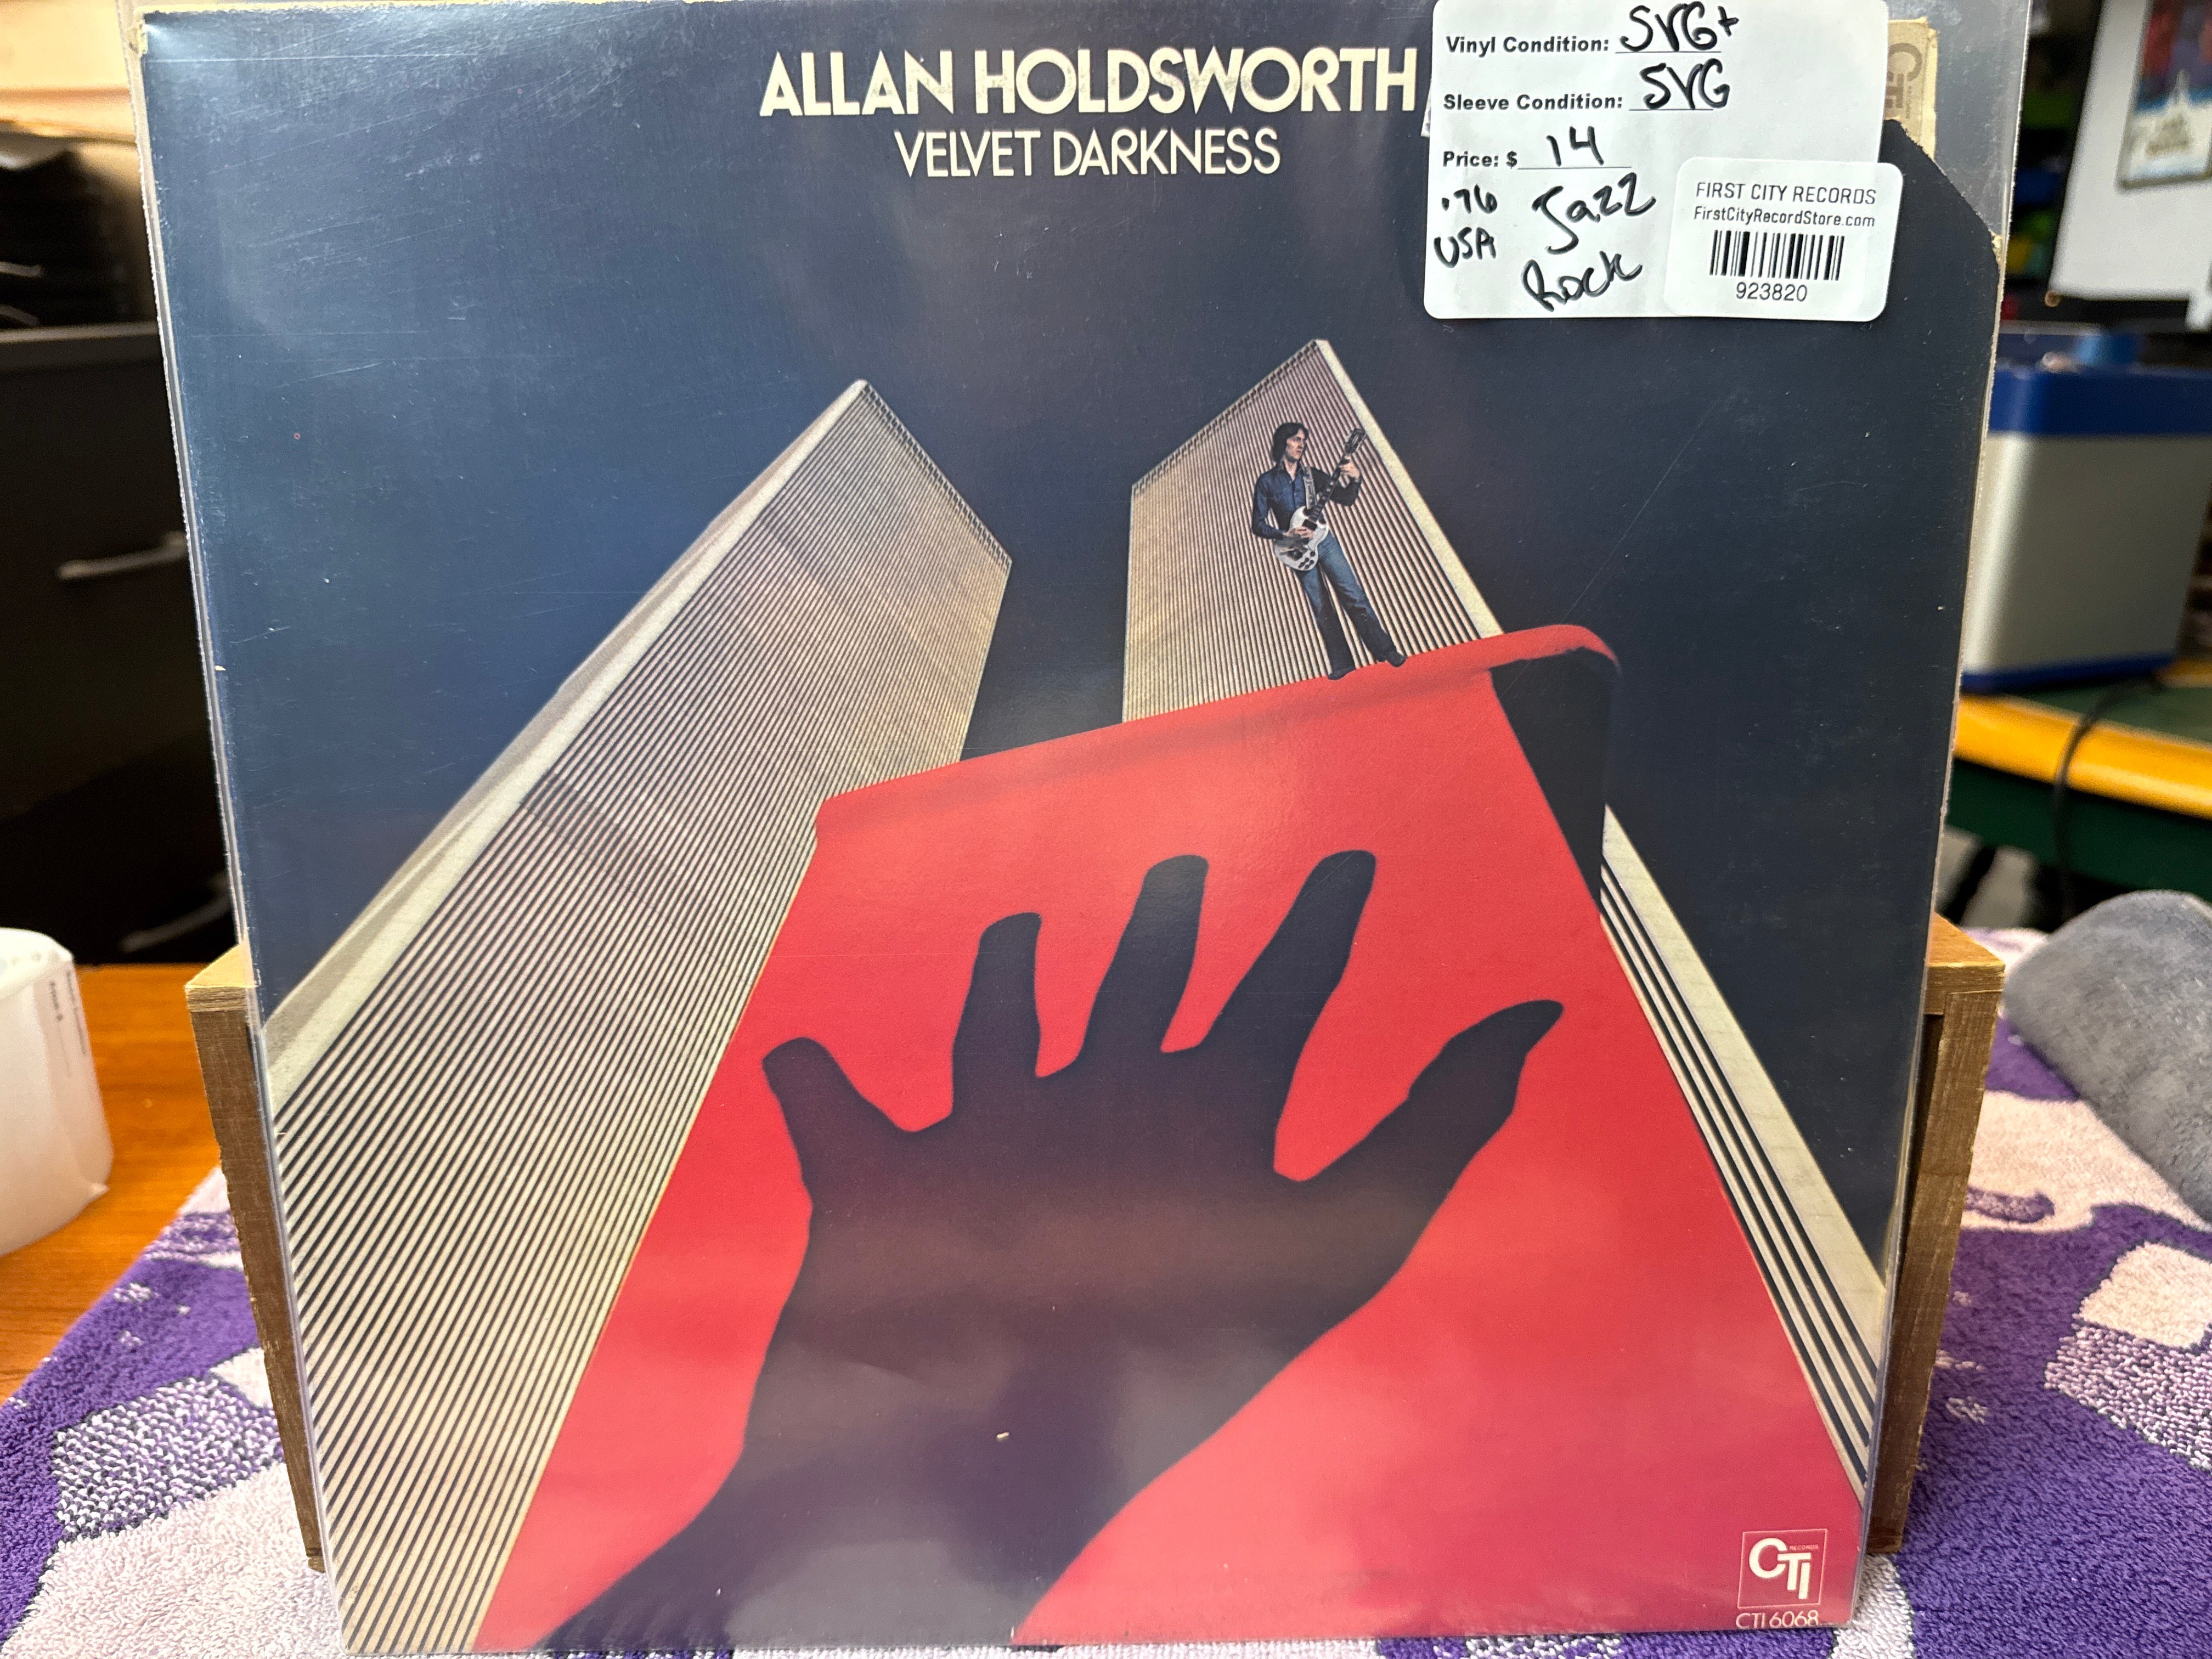 ALLAN HOLDSWORTH
VELVET DARKNESS
Vinyl Condition: SVG+
Sleeve Condition: SVG
Price: $ 14
'76 Jazz
USA Rock
FIRST CITY RECORDS
FirstCityRecordStore.com
923820
CTI
RECORDS
CTI 6068